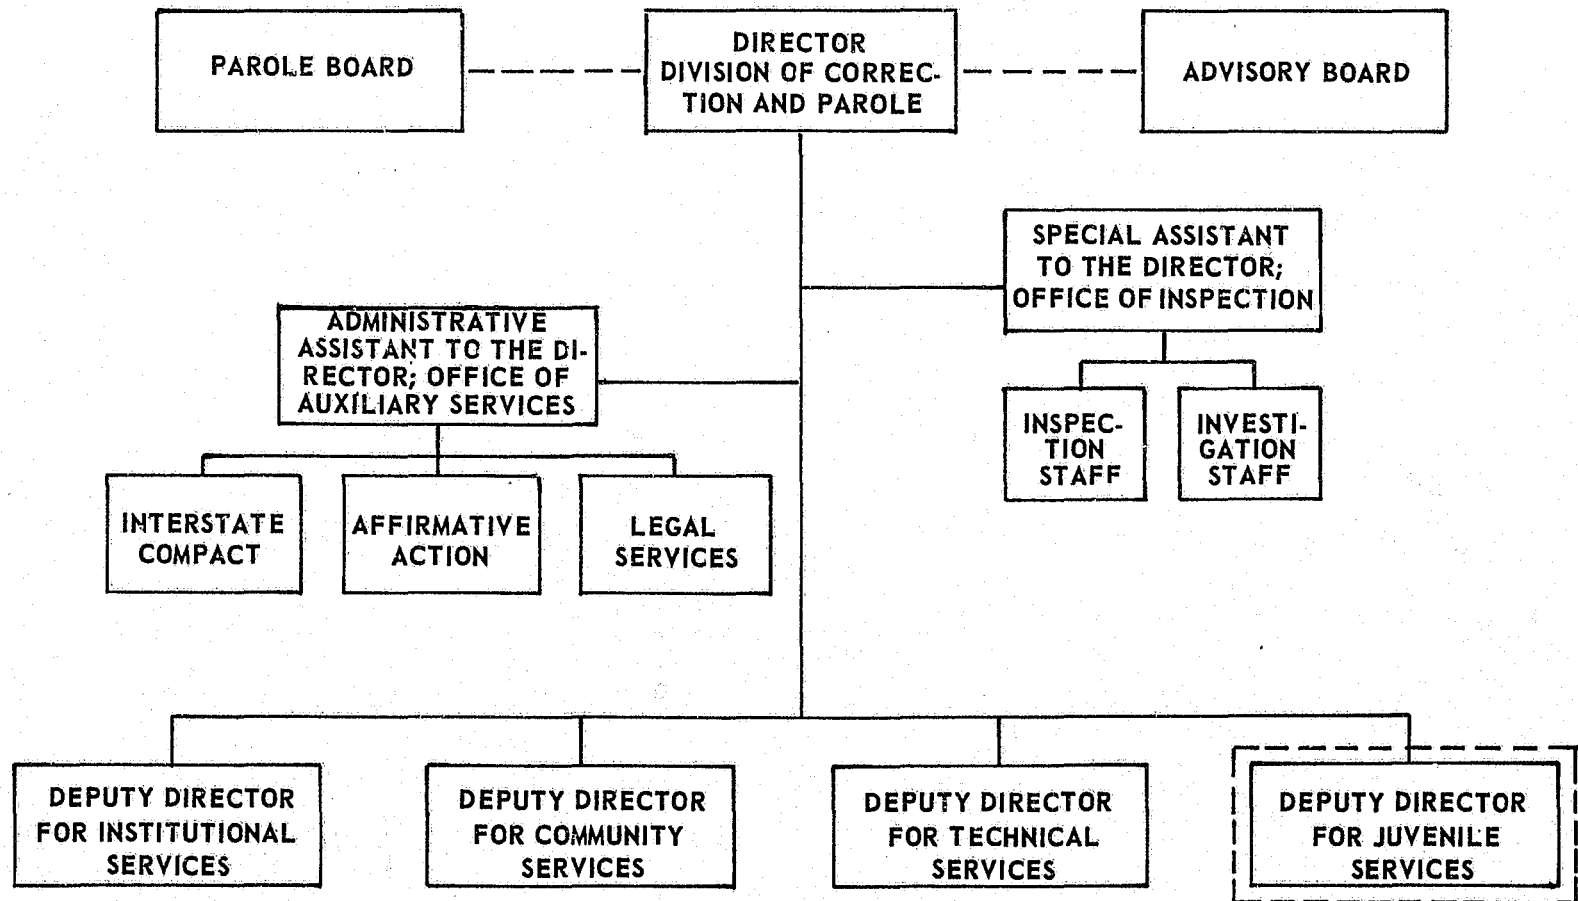 PAROLE BOARD
DIRECTOR
DIVISION OF CORREC-
TION AND PAROLE
ADVISORY BOARD
SPECIAL ASSISTANT
TO THE DIRECTOR;
OFFICE OF INSPECTION
ADMINISTRATIVE
ASSISTANT TO THE DI-
RECTOR; OFFICE OF
AUXILIARY SERVICES
INSPEC-
TION
STAFF
INVESTI-
GATION
STAFF
INTERSTATE
COMPACT
AFFIRMATIVE
ACTION
LEGAL
SERVICES
DEPUTY DIRECTOR
FOR INSTITUTIONAL
SERVICES
DEPUTY DIRECTOR
FOR COMMUNITY
SERVICES
DEPUTY DIRECTOR
FOR TECHNICAL
SERVICES
DEPUTY DIRECTOR
FOR JUVENILE
SERVICES